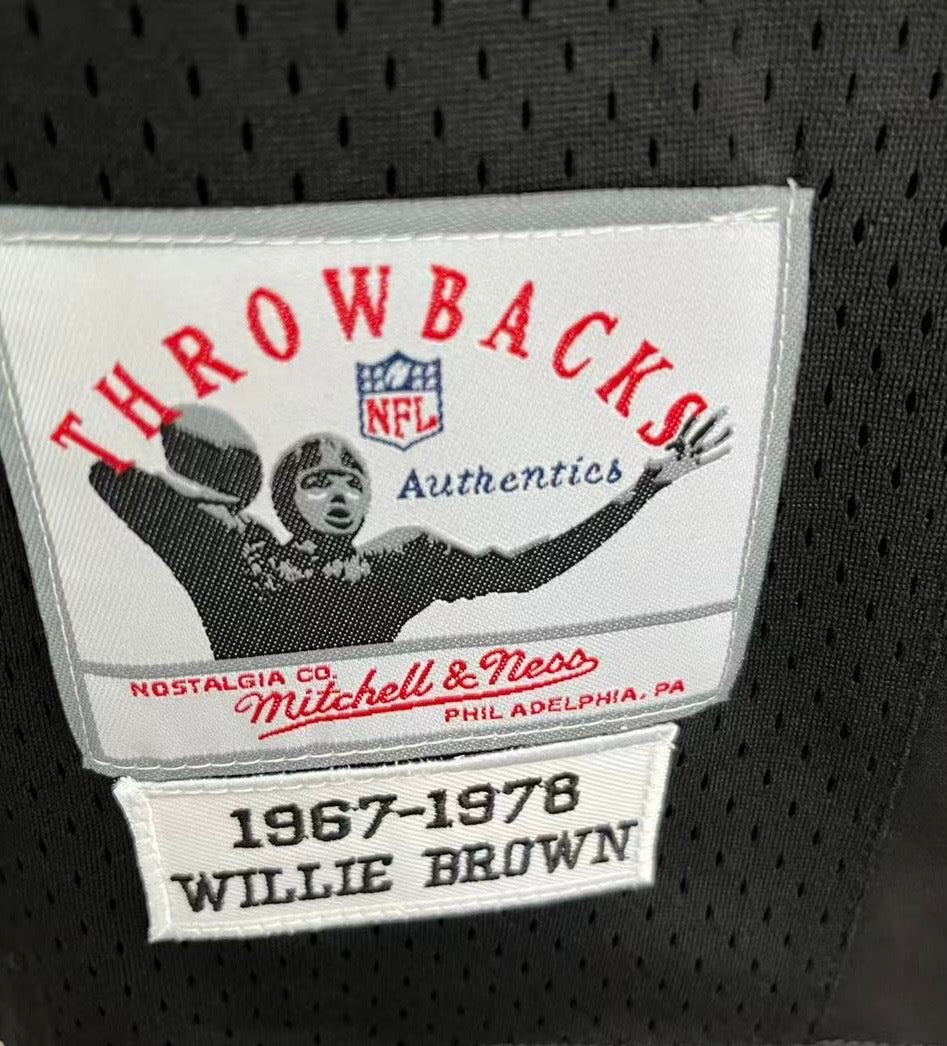 THROWBACKS
NFL
Authentics
NOSTALGIA CO.
Mitchell & Ness
PHILADELPHIA, PA
1967-1978
WILLIE BROWN